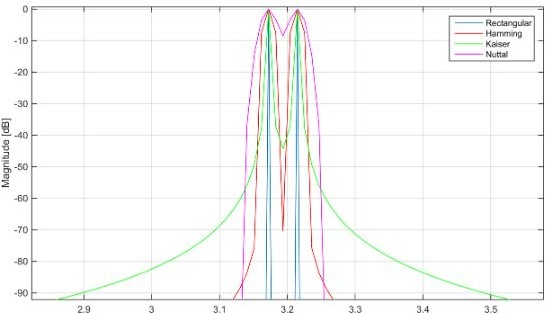 0
-10
-20
-30
-40
-50
-60
-70
-80
-90
Magnitude [dB]
2.9 3 3.1 3.2 3.3 3.4 3.5
Rectangular
Hamming
Kaiser
Nuttal